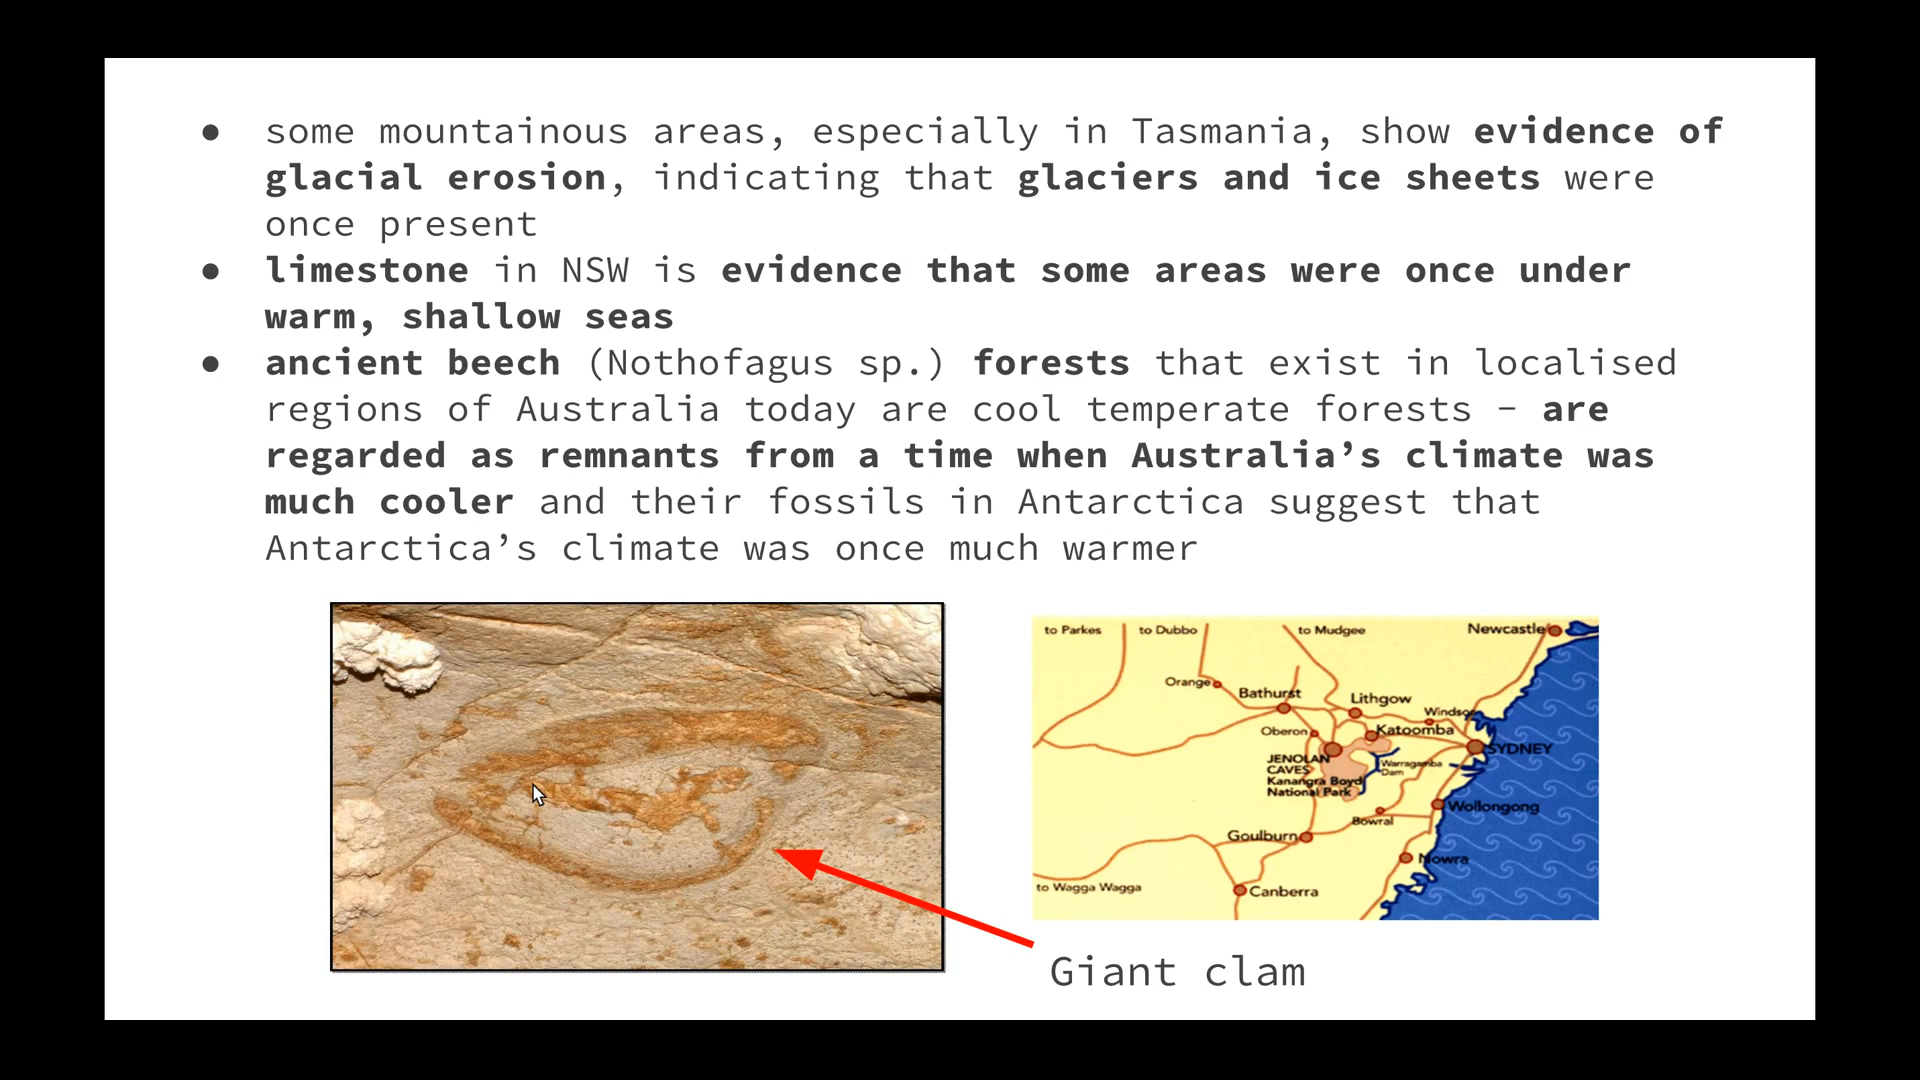 ● some mountainous areas, especially in Tasmania, show evidence of
glacial erosion, indicating that glaciers and ice sheets were
once present
● limestone in NSW is evidence that some areas were once under
warm, shallow seas
● ancient beech (Nothofagus sp.) forests that exist in localised
regions of Australia today are cool temperate forests – are
regarded as remnants from a time when Australia’s climate was
much cooler and their fossils in Antarctica suggest that
Antarctica’s climate was once much warmer
to Parkes
to Dubbo
to Mudgee
Newcastle
Orange
Bathurst
Lithgow
Windsor
Oberon
Katoomba
SYDNEY
JENOLAN
CAVES
Kanangra Boyd
National Park
Warragamba
Dam
Wollongong
Bowral
Goulburn
Nowra
to Wagga Wagga
Canberra
Giant clam